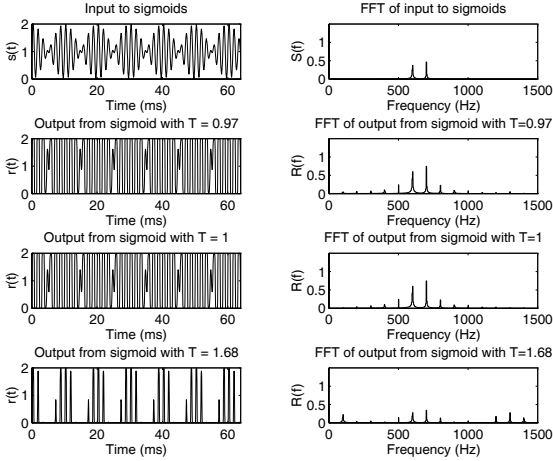 Input to sigmoids
2
1
0
s(t)
0 20 40 60
Time (ms)
FFT of input to sigmoids
1
0.5
0
S(f)
0 500 1000 1500
Frequency (Hz)
Output from sigmoid with T = 0.97
2
1
0
r(t)
0 20 40 60
Time (ms)
FFT of output from sigmoid with T=0.97
1
0.5
0
R(f)
0 500 1000 1500
Frequency (Hz)
Output from sigmoid with T = 1
2
1
0
r(t)
0 20 40 60
Time (ms)
FFT of output from sigmoid with T=1
1
0.5
0
R(f)
0 500 1000 1500
Frequency (Hz)
Output from sigmoid with T = 1.68
2
1
0
r(t)
0 20 40 60
Time (ms)
FFT of output from sigmoid with T=1.68
1
0.5
0
R(f)
0 500 1000 1500
Frequency (Hz)